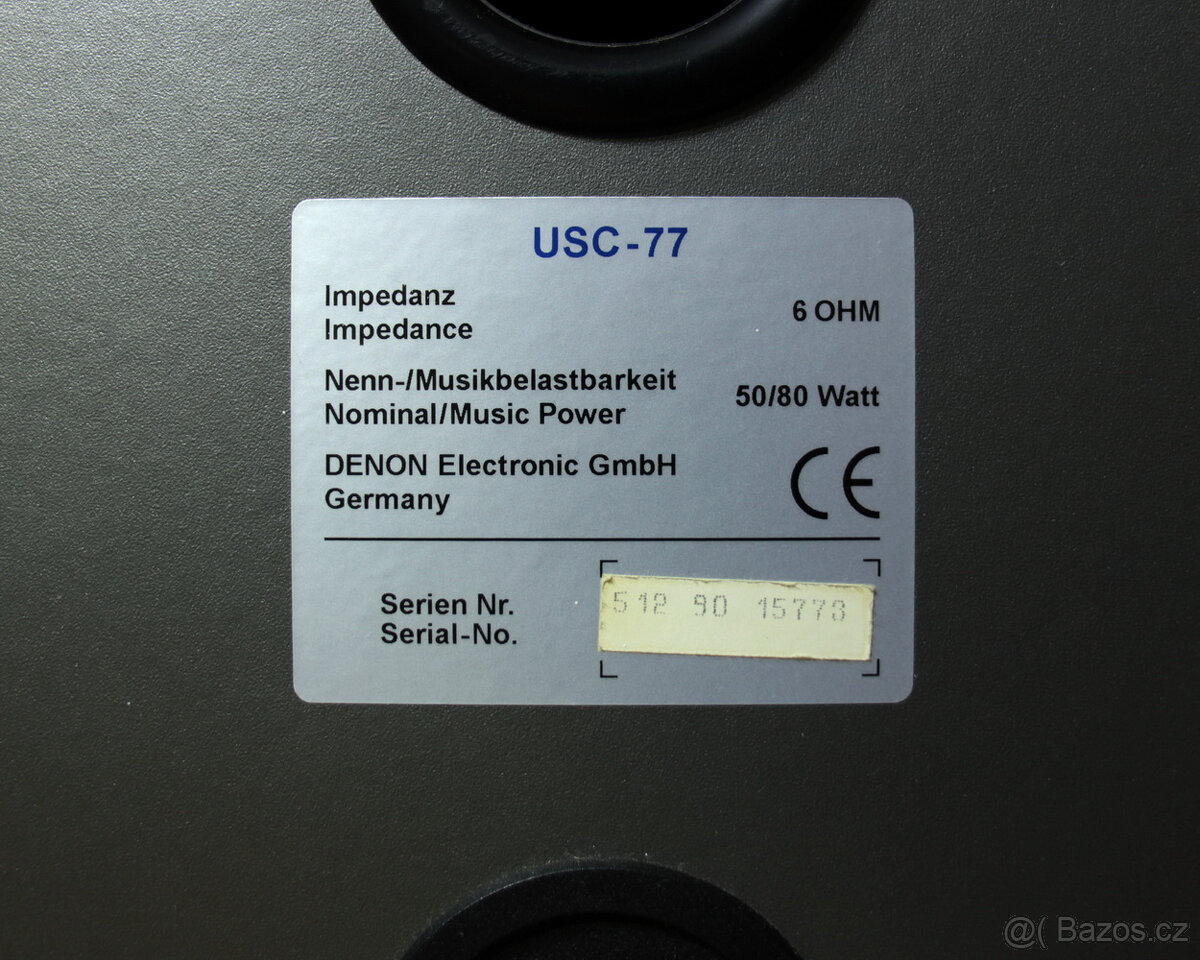 USC-77
Impedanz
Impedance
6 OHM
Nenn-/Musikbelastbarkeit
Nominal/Music Power
50/80 Watt
DENON Electronic GmbH
Germany
CE
Serien Nr.
Serial-No.
512 90 15773
@( Bazos.cz